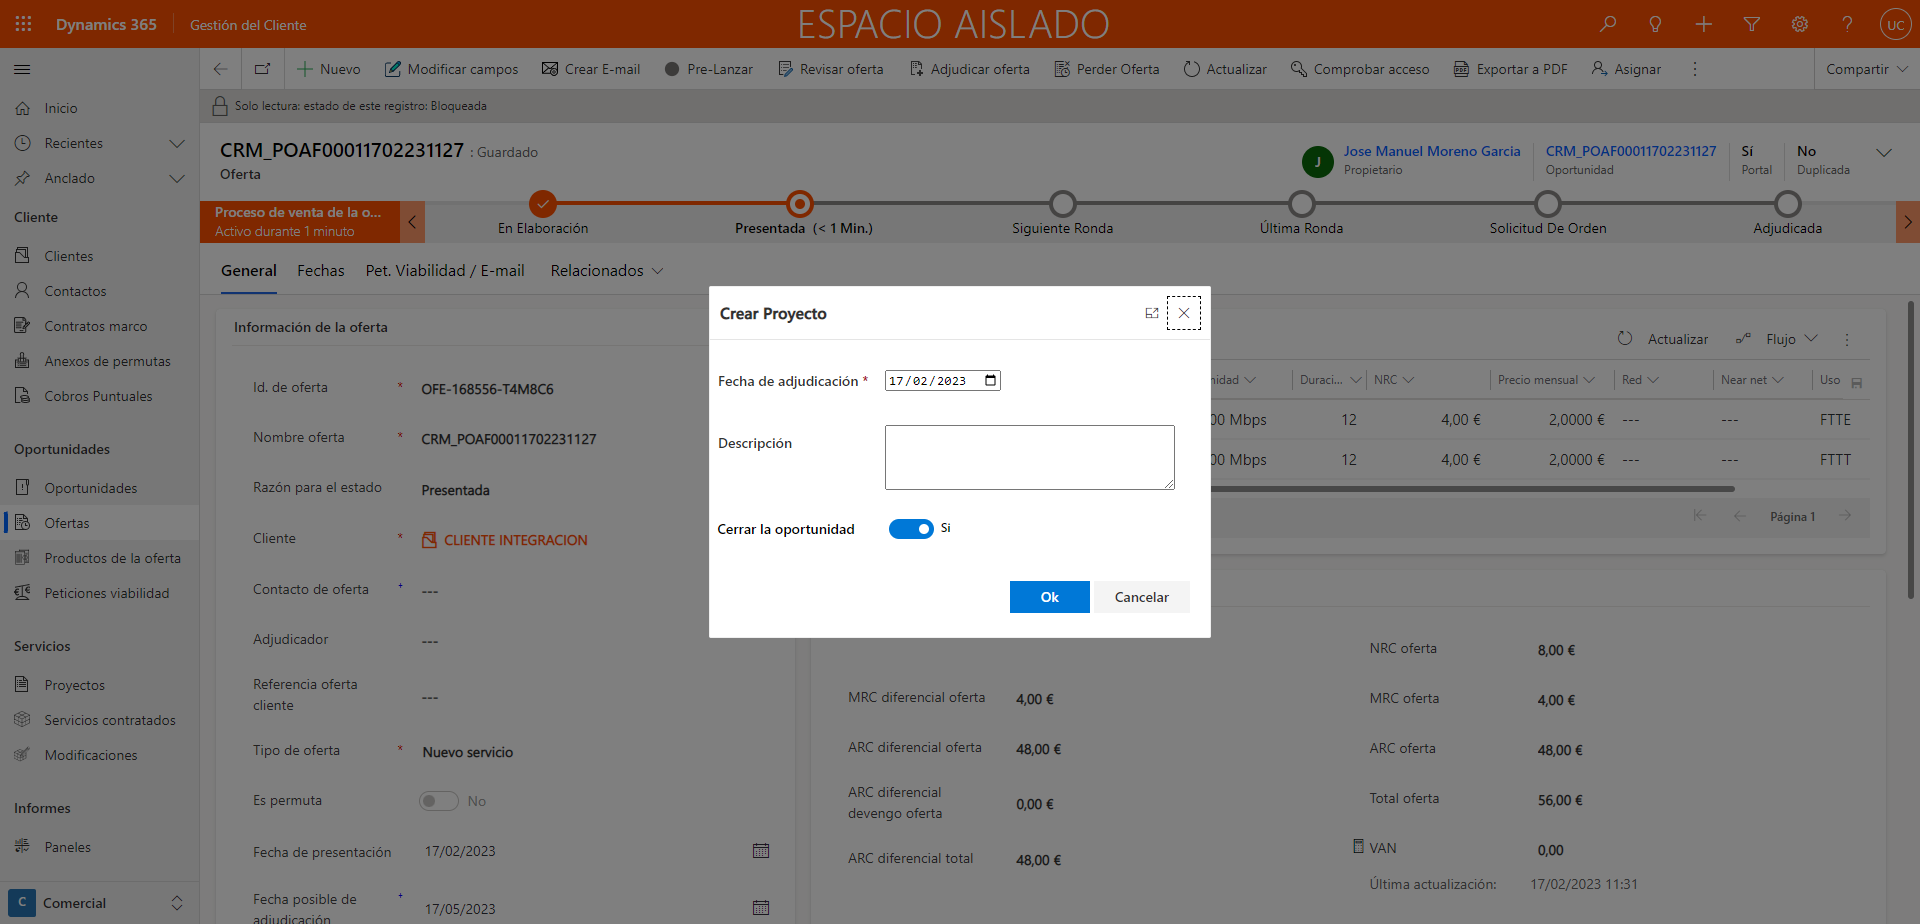 Dynamics 365
Gestión del Cliente
ESPACIO AISLADO
UC
Nuevo
Modificar campos
Crear E-mail
Pre-Lanzar
Revisar oferta
Adjudicar oferta
Perder Oferta
Actualizar
Comprobar acceso
Exportar a PDF
Asignar
Compartir
Solo lectura: estado de este registro: Bloqueada
Inicio
Recientes
Anclado
Cliente
Clientes
Contactos
Contratos marco
Anexos de permutas
Cobros Puntuales
Oportunidades
Oportunidades
Ofertas
Productos de la oferta
Peticiones viabilidad
Servicios
Proyectos
Servicios contratados
Modificaciones
Informes
Paneles
C
Comercial
CRM_POAF00011702231127 : Guardado
Oferta
J
Jose Manuel Moreno Garcia
Propietario
CRM_POAF00011702231127
Oportunidad
Sí
Portal
No
Duplicada
Proceso de venta de la o...
Activo durante 1 minuto
En Elaboración
Presentada (< 1 Min.)
Siguiente Ronda
Última Ronda
Solicitud De Orden
Adjudicada
General
Fechas
Pet. Viabilidad / E-mail
Relacionados
Información de la oferta
Id. de oferta * OFE-168556-T4M8C6
Nombre oferta * CRM_POAF00011702231127
Razón para el estado Presentada
Cliente * CLIENTE INTEGRACION
Contacto de oferta + ---
Adjudicador ---
Referencia oferta
cliente ---
Tipo de oferta * Nuevo servicio
Es permuta No
Fecha de presentación 17/02/2023
Fecha posible de +
adjudicación 17/05/2023
Crear Proyecto
Fecha de adjudicación * 17/02/2023
Descripción
Cerrar la oportunidad Si
Ok
Cancelar
Actualizar
Flujo
nidad Duraci... NRC Precio mensual Red Near net Uso
00 Mbps 12 4,00 € 2,0000 € --- --- FTTE
00 Mbps 12 4,00 € 2,0000 € --- --- FTTT
Página 1
MRC diferencial oferta 4,00 €
ARC diferencial oferta 48,00 €
ARC diferencial
devengo oferta 0,00 €
ARC diferencial total 48,00 €
NRC oferta 8,00 €
MRC oferta 4,00 €
ARC oferta 48,00 €
Total oferta 56,00 €
VAN 0,00
Última actualización: 17/02/2023 11:31